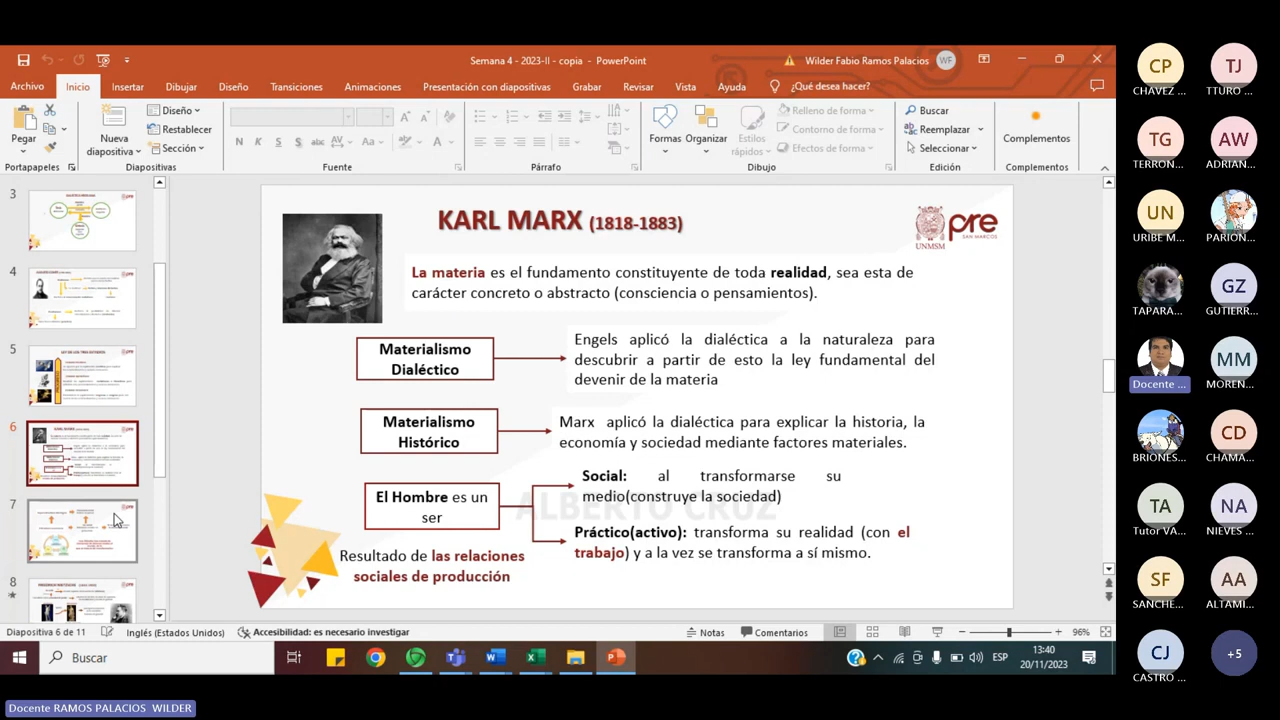 Semana 4 - 2023-II - copia - PowerPoint
Wilder Fabio Ramos Palacios
WF
Archivo
Inicio
Insertar
Dibujar
Diseño
Transiciones
Animaciones
Presentación con diapositivas
Grabar
Revisar
Vista
Ayuda
¿Qué desea hacer?
Pegar
Nueva
diapositiva
Diseño
Restablecer
Sección
N K S S abc AV Aa A
Formas
Organizar
Estilos
rápidos
Relleno de forma
Contorno de forma
Efectos de forma
Buscar
Reemplazar
Seleccionar
Complementos
Portapapeles
Diapositivas
Fuente
Párrafo
Dibujo
Edición
Complementos
3
4
5
6
7
8
KARL MARX (1818-1883)
UNMSM
pre
SAN MARCOS
La materia es el fundamento constituyente de toda realidad, sea esta de
carácter concreto o abstracto (consciencia o pensamientos).
Materialismo
Dialéctico
Engels aplicó la dialéctica a la naturaleza para
descubrir a partir de esto la ley fundamental del
devenir de la materia
Materialismo
Histórico
Marx aplicó la dialéctica para explicar la historia, la
economía y sociedad mediante factores materiales.
El Hombre es un
ser
Social: al transformarse su
medio(construye la sociedad)
Práctico(activo): transforma su realidad (con el
trabajo) y a la vez se transforma a sí mismo.
Resultado de las relaciones
sociales de producción
Diapositiva 6 de 11
Inglés (Estados Unidos)
Accesibilidad: es necesario investigar
Notas
Comentarios
96%
Buscar
ESP
13:40
20/11/2023
Docente RAMOS PALACIOS WILDER
CP
CHAVEZ ...
TJ
TTURO ...
TG
TERRON...
AW
ADRIAN...
UN
URIBE M...
PARION...
TAPARA...
GZ
GUTIERR...
Docente ...
MM
MOREN...
BRIONES...
CD
CHAMA...
TA
Tutor VA...
NA
NIEVES ...
SF
SANCHE...
AA
ALTAMI...
CJ
CASTRO ...
+5